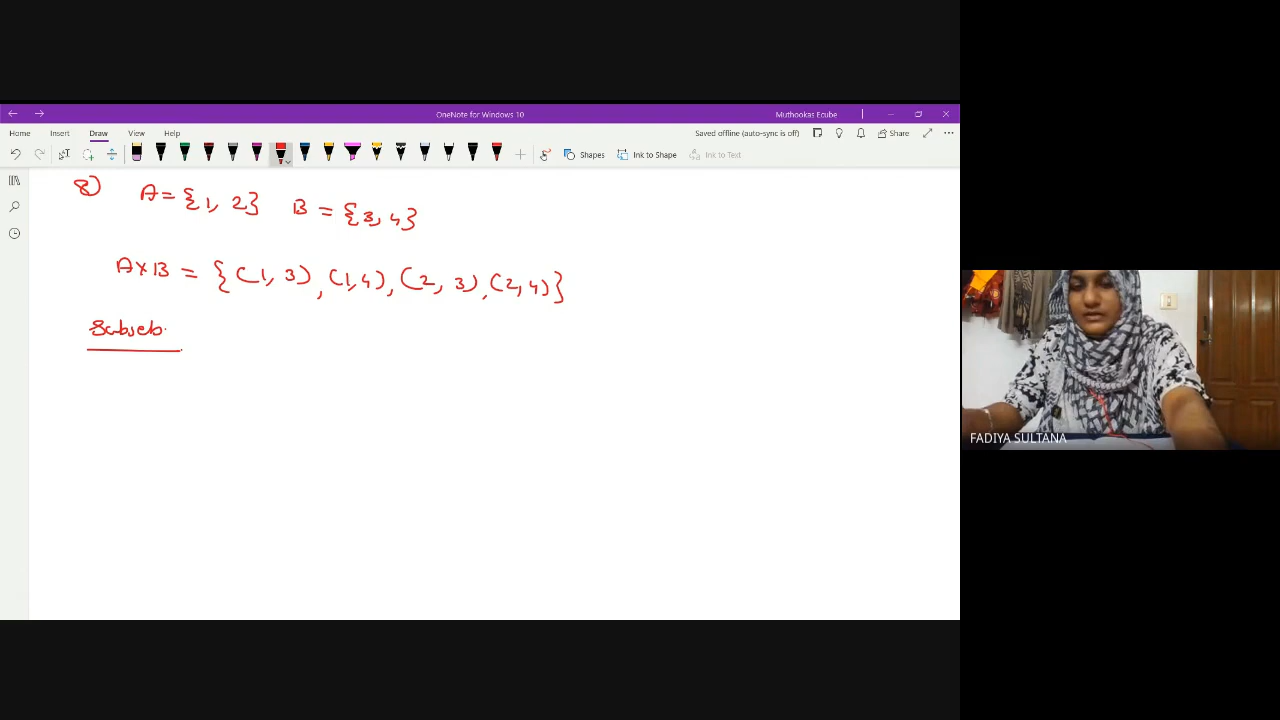 OneNote for Windows 10
Muthookas Ecube
Home Insert Draw View Help
Saved offline (auto-sync is off)
Share
Shapes
Ink to Shape
Ink to Text
8) A = {1, 2} B = {3, 4}
A×B = {(1, 3), (1,4), (2, 3), (2,4)}
Subsets
FADIYA SULTANA